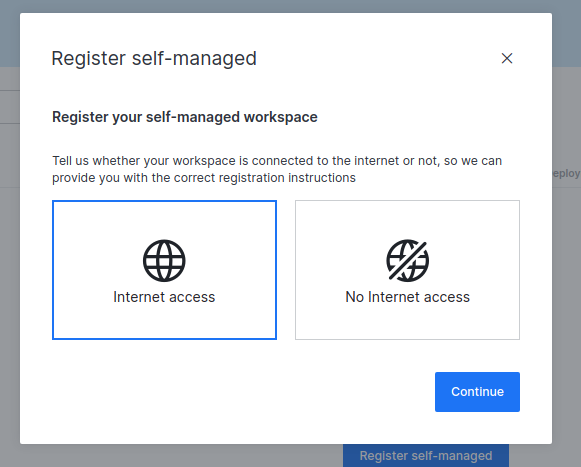 Register self-managed
Register your self-managed workspace
Tell us whether your workspace is connected to the internet or not, so we can
provide you with the correct registration instructions
eploy
Internet access
No Internet access
Continue
Register self-managed